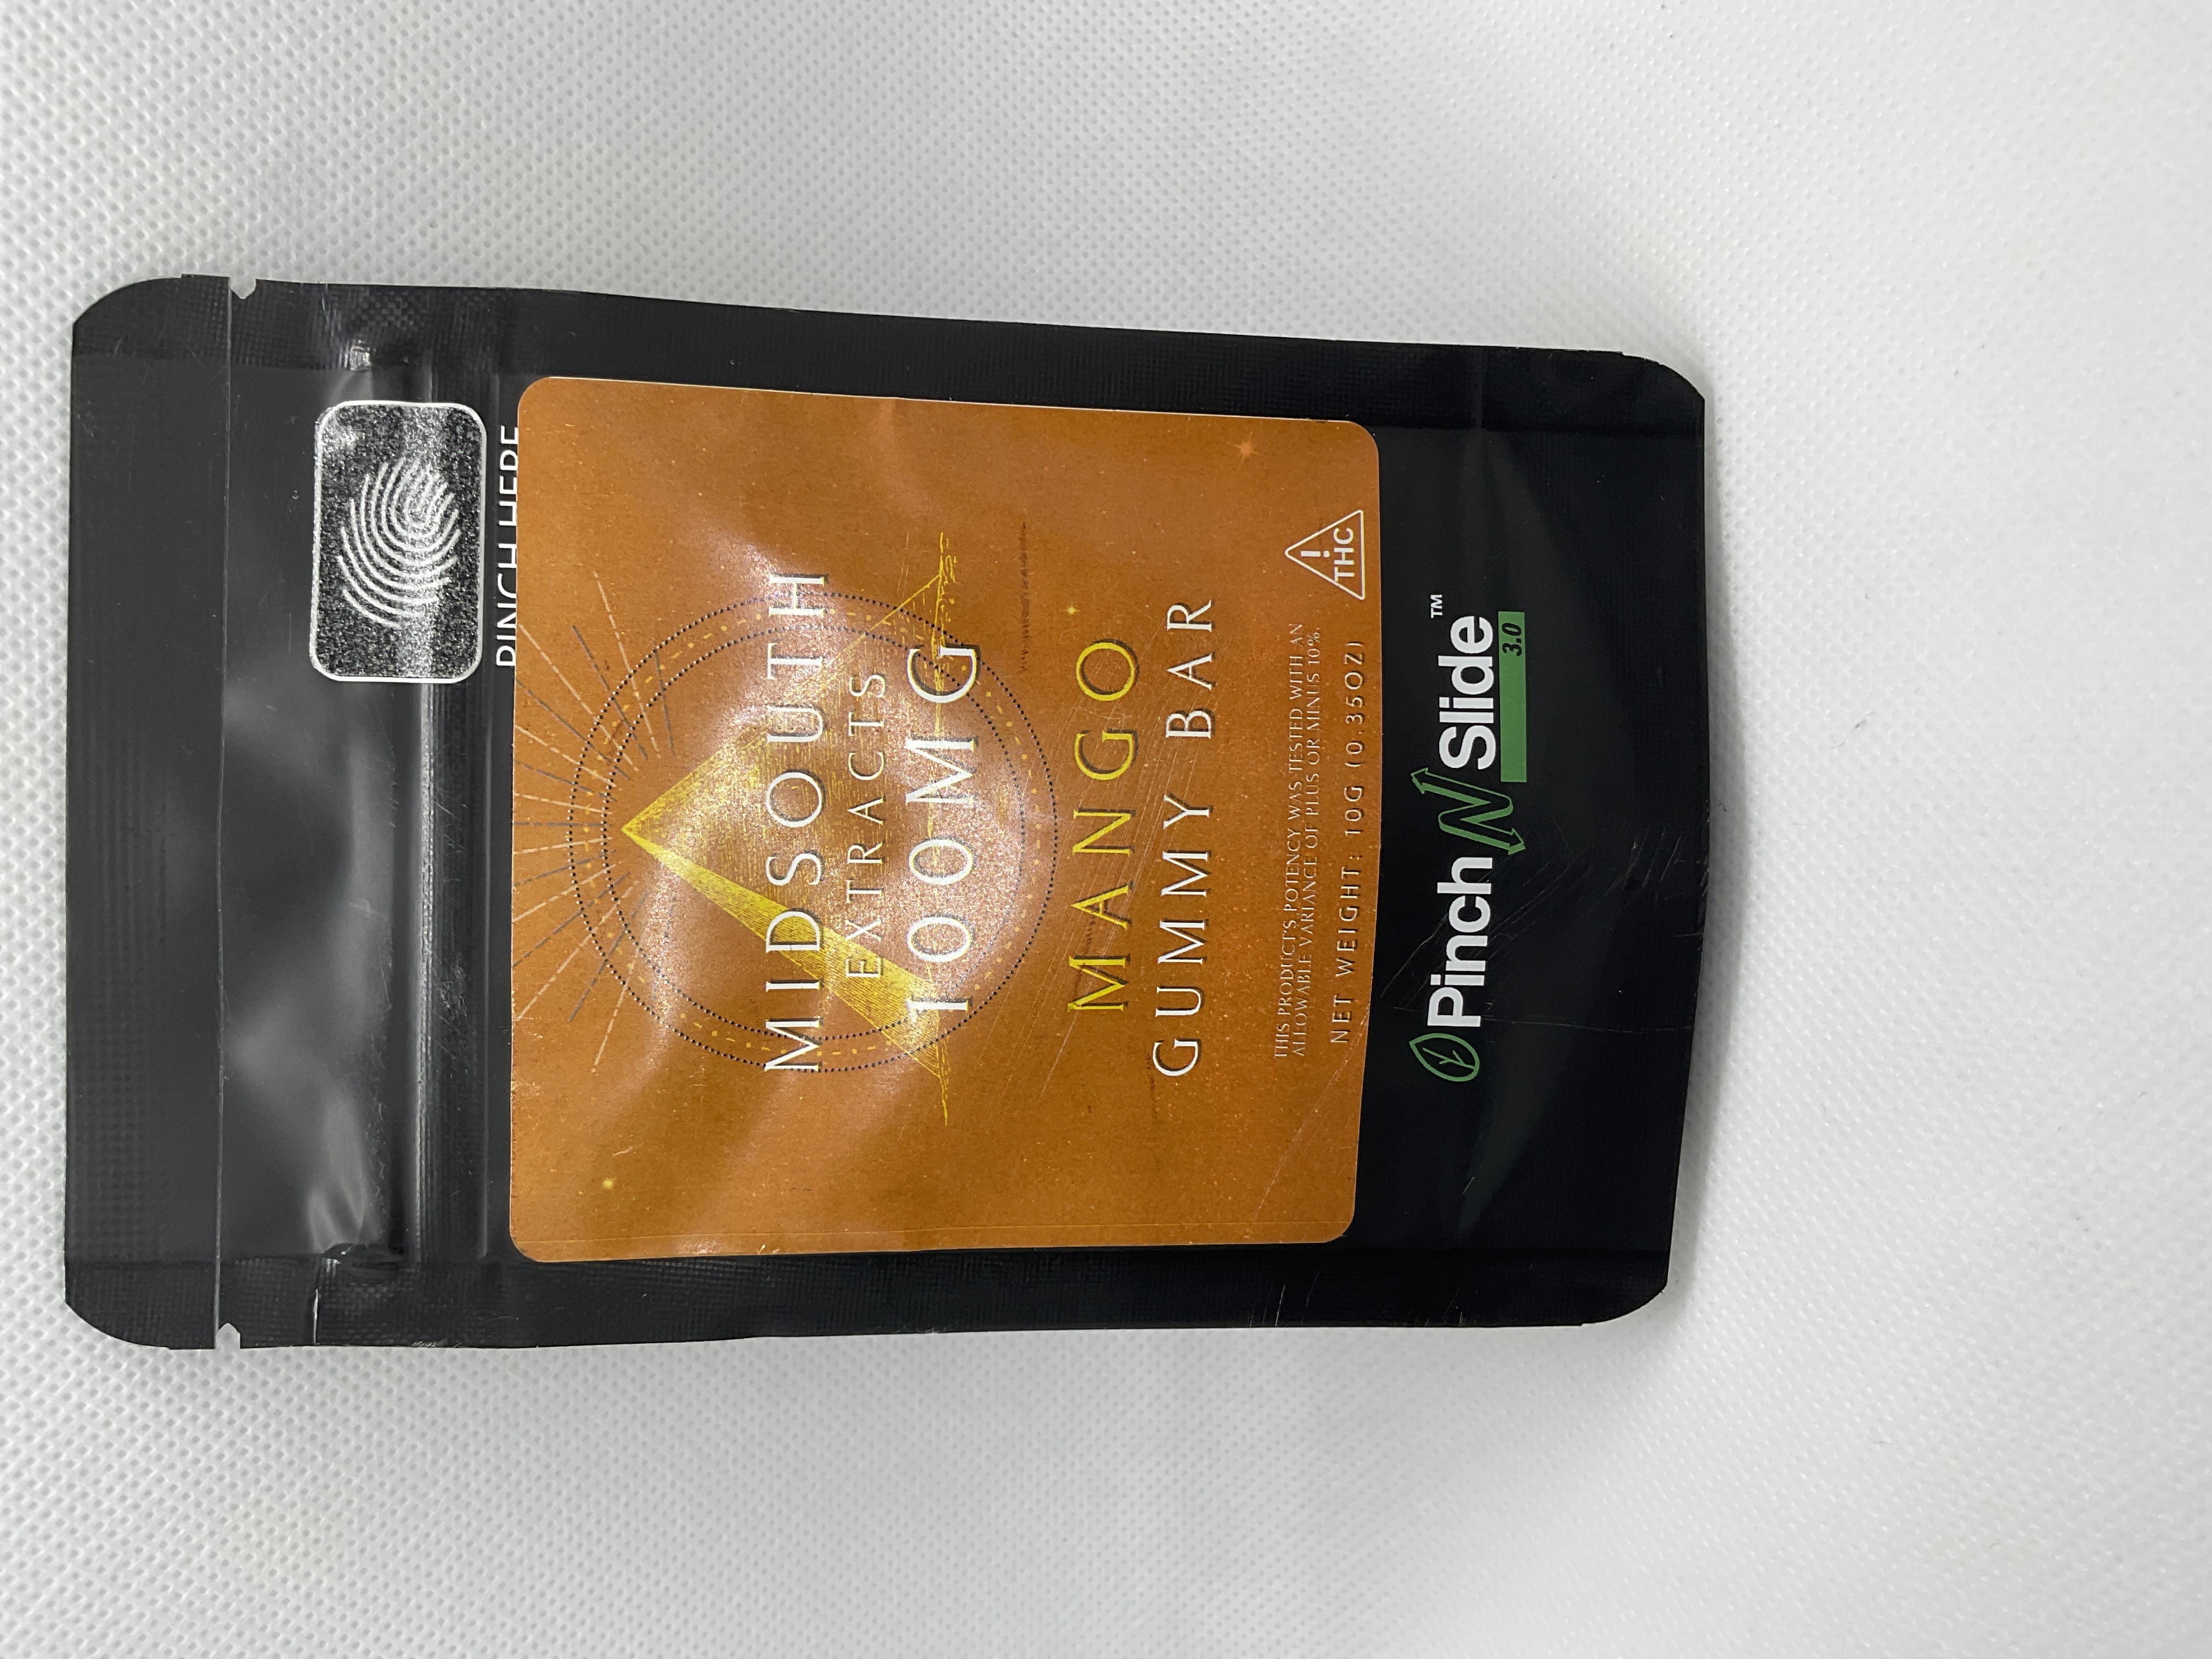 PINCH HERE
MIDSOUTH
EXTRACTS
100MG
MANGO
GUMMY BAR
THIS PRODUCT'S POTENCY WAS TESTED WITH AN
ALLOWABLE VARIANCE OF PLUS OR MINUS 10%.
NET WEIGHT: 10G (0.35OZ)
!
THC
Pinch N Slide™
3.0